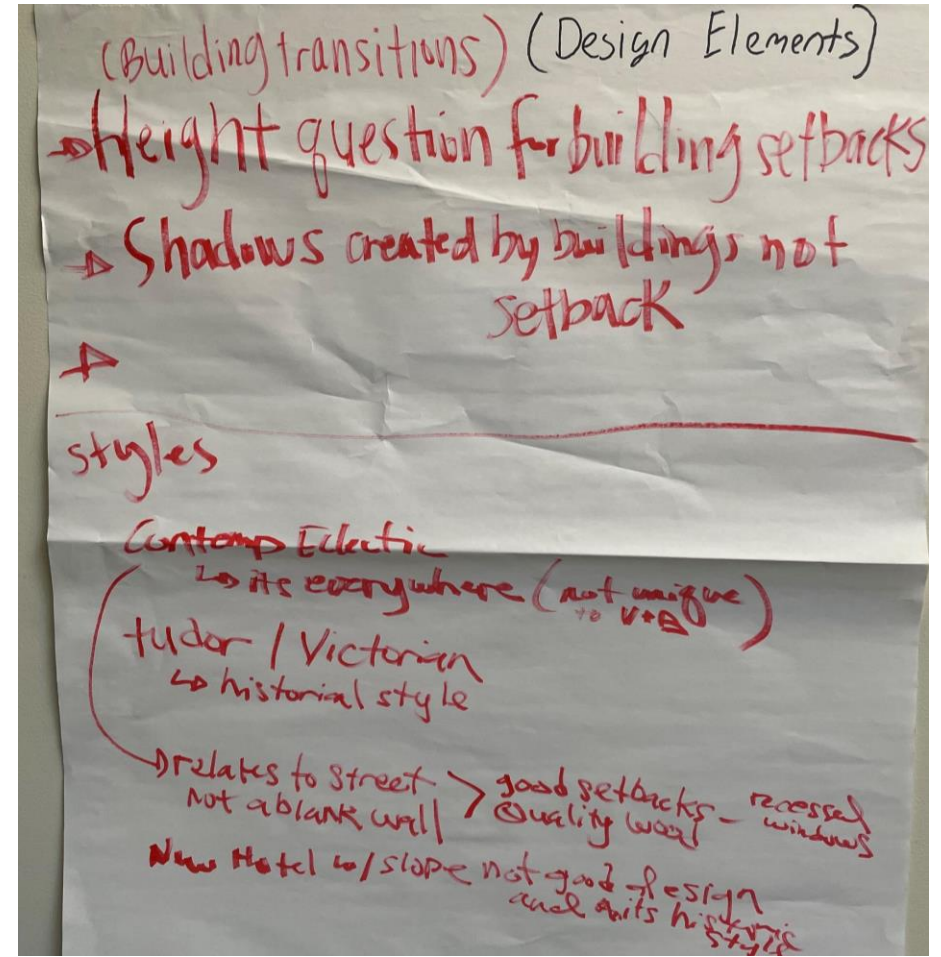 (Building transitions) (Design Elements)
→ Height question for building setbacks
→ Shadows created by buildings not
setback
→
styles
Contemp Eclectic
↳ its everywhere (not unique
to V+A)
tudor / Victorian
↳ historial style
→ relates to street > good setbacks - recessed
not a blank wall Quality wood windows
New Hotel w/ slope not good design
and its historic
style